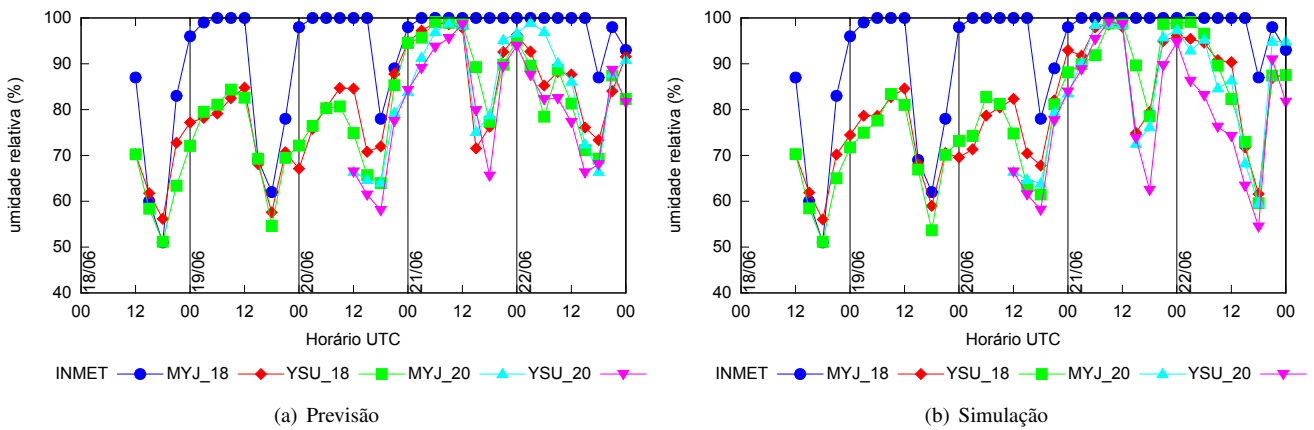 umidade relativa (%)
100
90
80
70
60
50
40
18/06
19/06
20/06
21/06
22/06
00 12 00 12 00 12 00 12 00 12 00
Horário UTC
INMET MYJ_18 YSU_18 MYJ_20 YSU_20
(a) Previsão
umidade relativa (%)
100
90
80
70
60
50
40
18/06
19/06
20/06
21/06
22/06
00 12 00 12 00 12 00 12 00 12 00
Horário UTC
INMET MYJ_18 YSU_18 MYJ_20 YSU_20
(b) Simulação